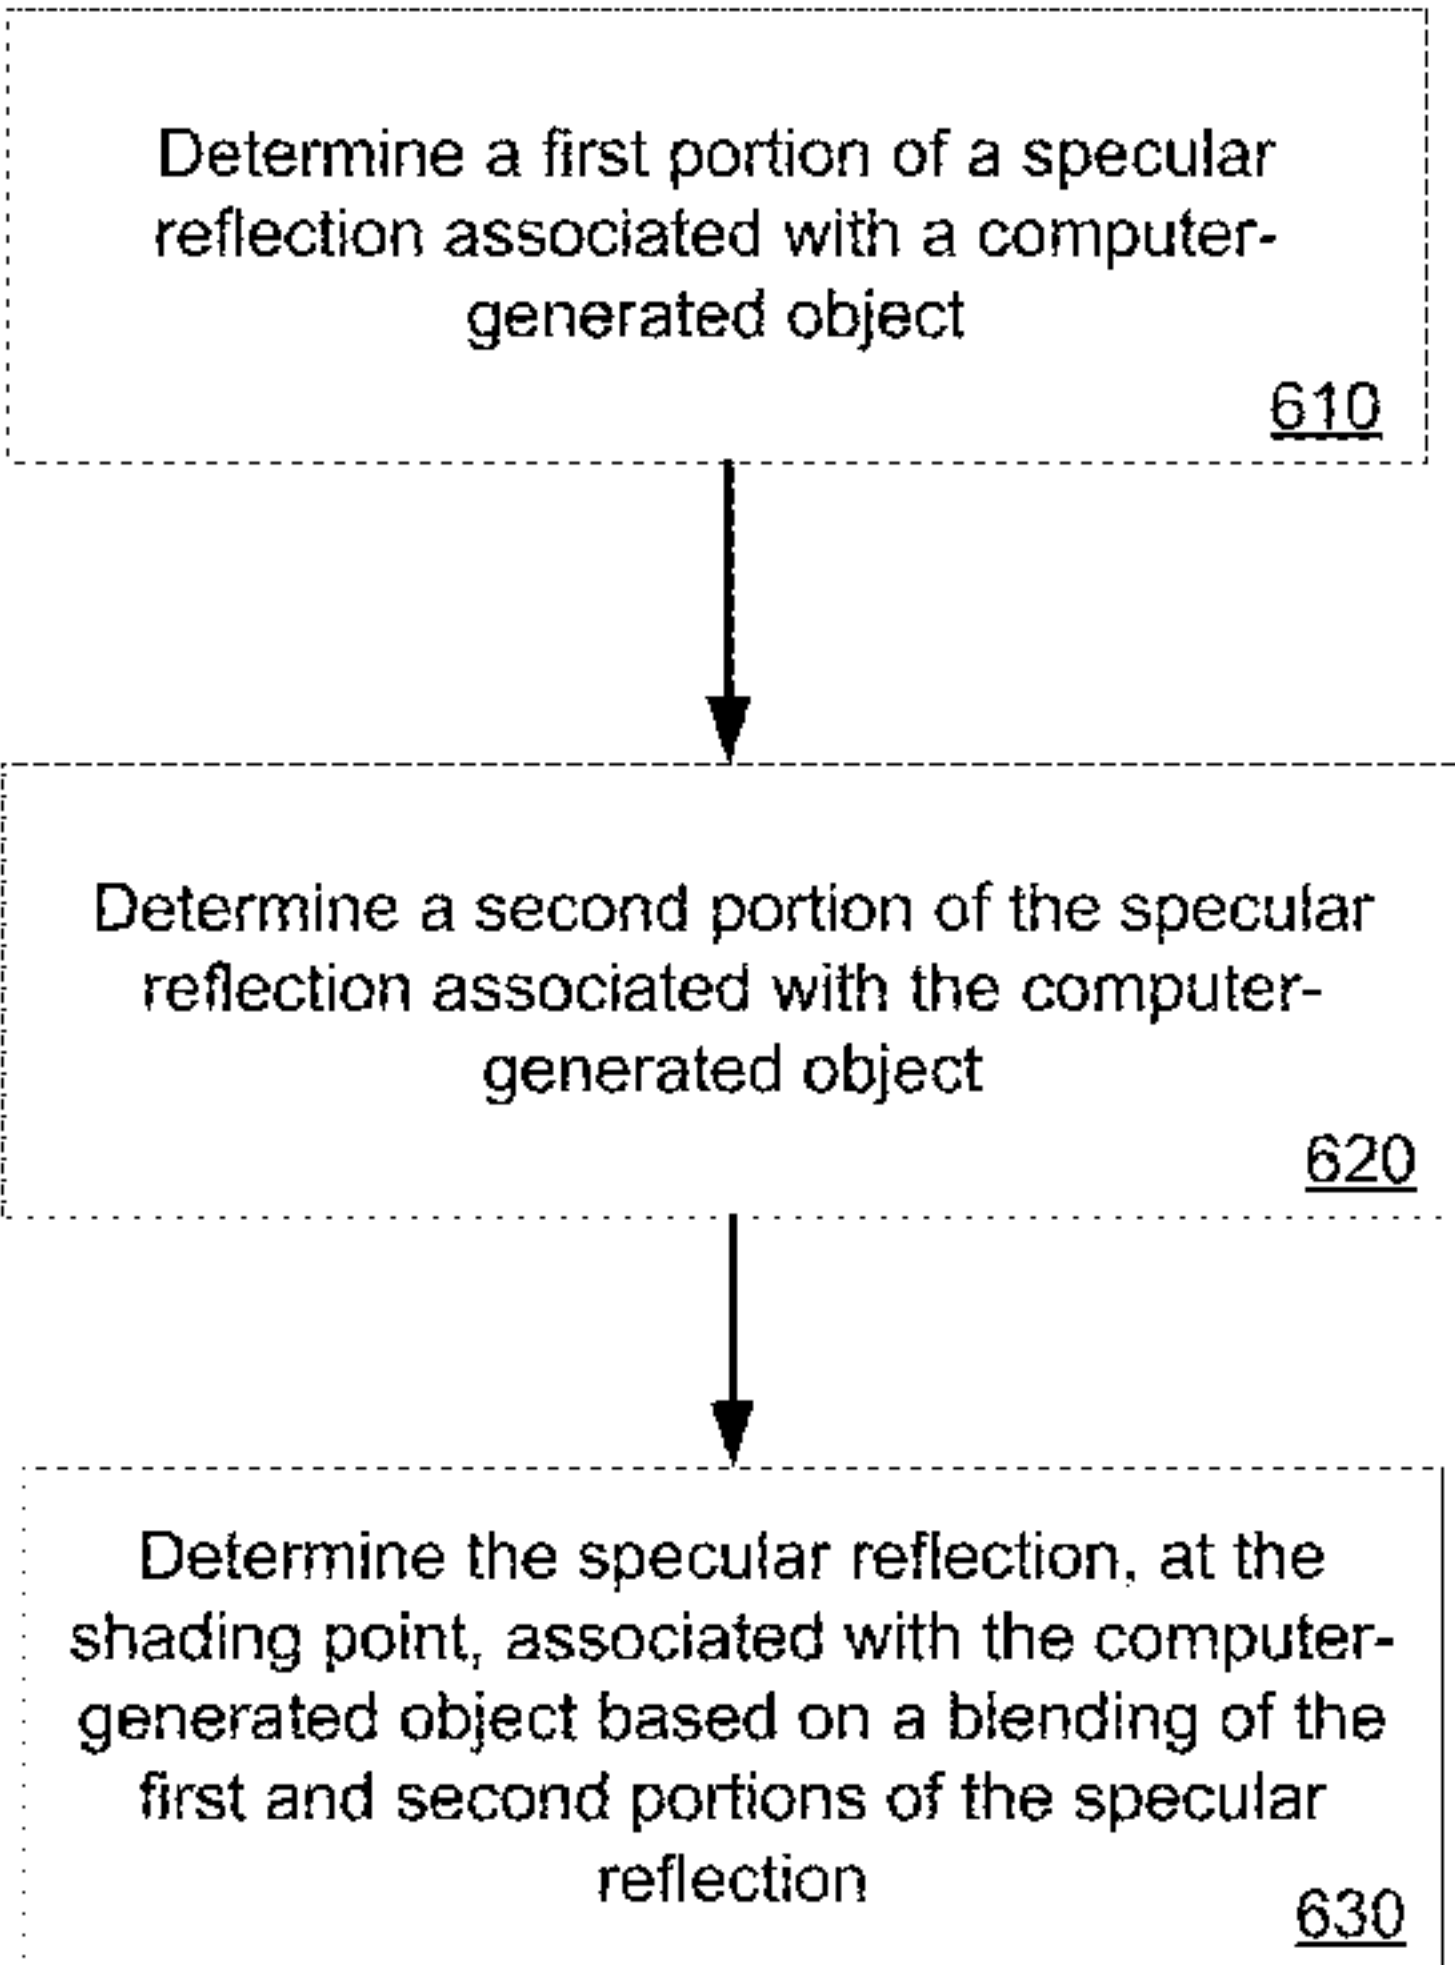 Determine a first portion of a specular
reflection associated with a computer-
generated object
610
Determine a second portion of the specular
reflection associated with the computer-
generated object
620
Determine the specular reflection, at the
shading point, associated with the computer-
generated object based on a blending of the
first and second portions of the specular
reflection
630